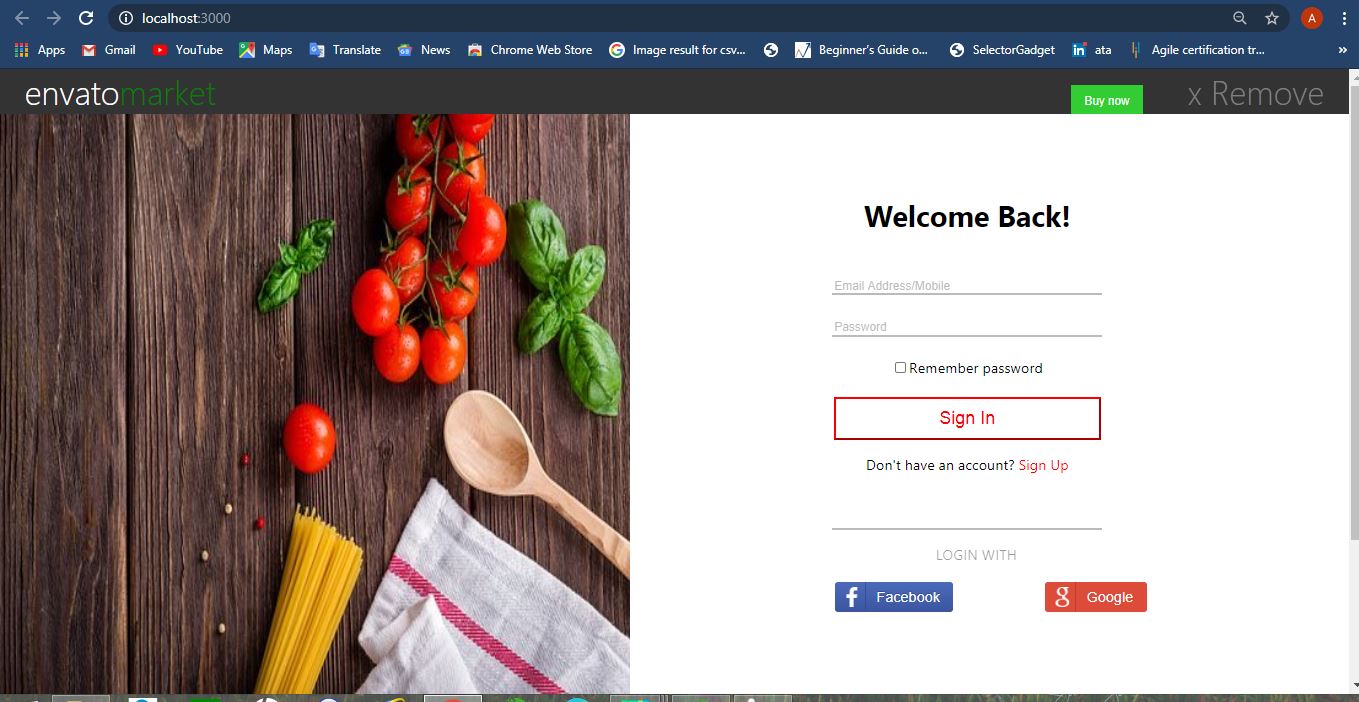 localhost:3000
A
Apps Gmail YouTube Maps Translate News Chrome Web Store Image result for csv... Beginner's Guide o... SelectorGadget ata Agile certification tr... »
envatomarket Buy now x Remove
Welcome Back!
Email Address/Mobile
Password
Remember password
Sign In
Don't have an account? Sign Up
LOGIN WITH
f Facebook g Google